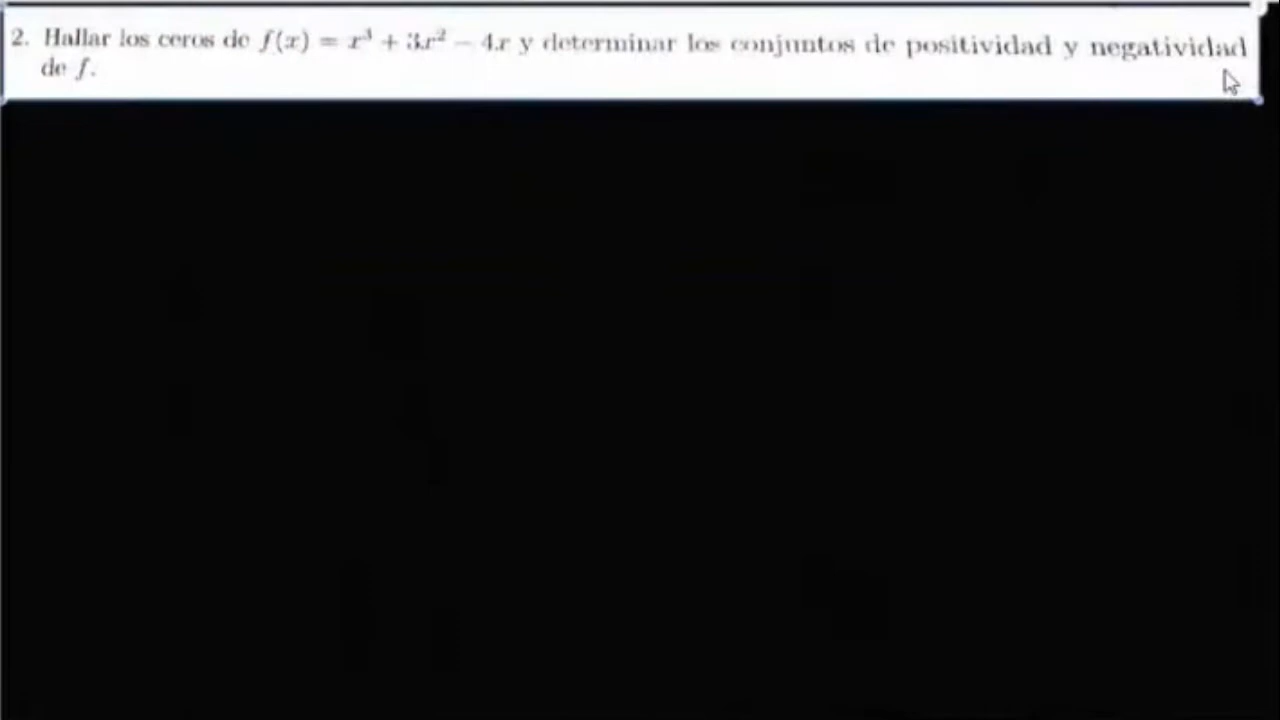 2. Hallar los ceros de f(x) = x³ + 3x² − 4x y determinar los conjuntos de positividad y negatividad
de f.